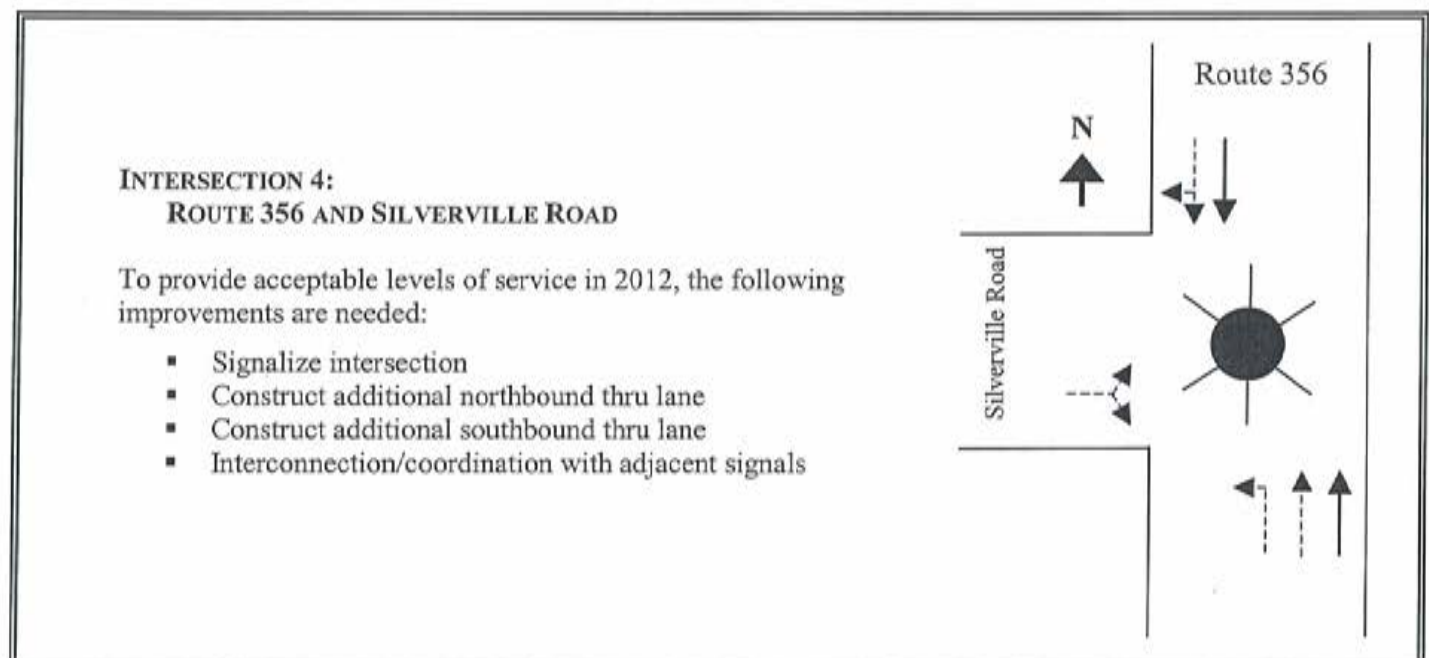 INTERSECTION 4:
ROUTE 356 AND SILVERVILLE ROAD
To provide acceptable levels of service in 2012, the following
improvements are needed:
▪ Signalize intersection
▪ Construct additional northbound thru lane
▪ Construct additional southbound thru lane
▪ Interconnection/coordination with adjacent signals
Route 356
N
Silverville Road